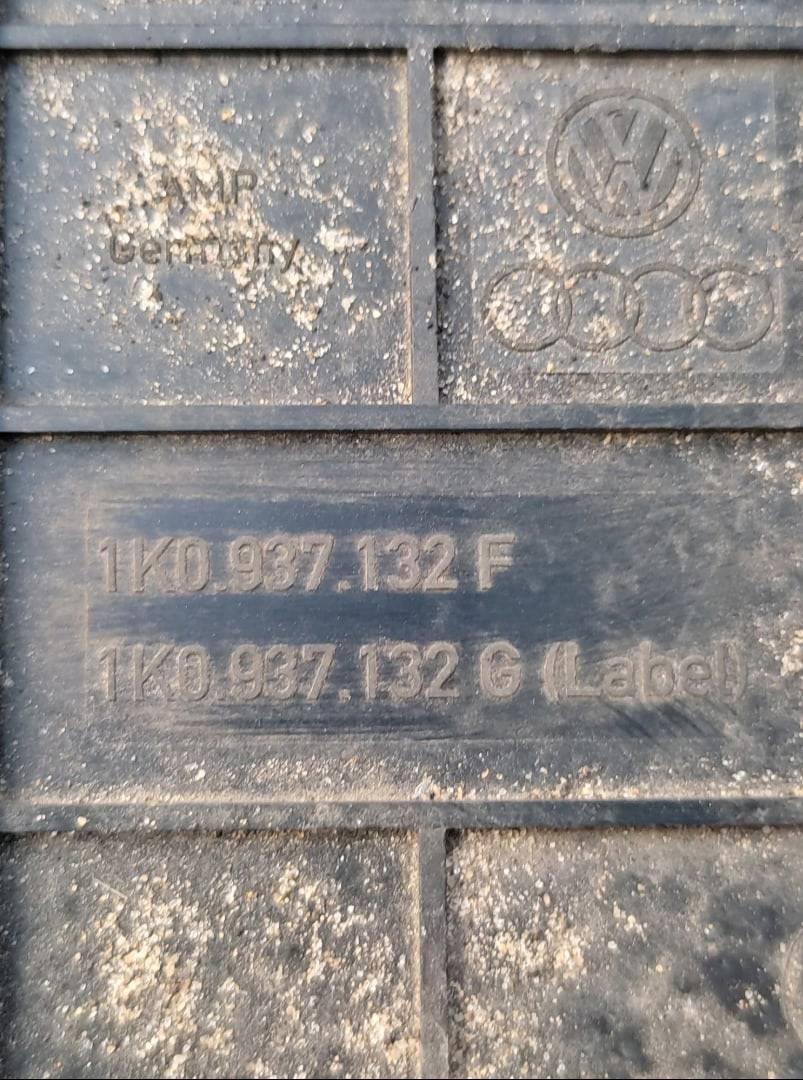 AMP
Germany
1K0.937.132 F
1K0.937.132 G (Label)